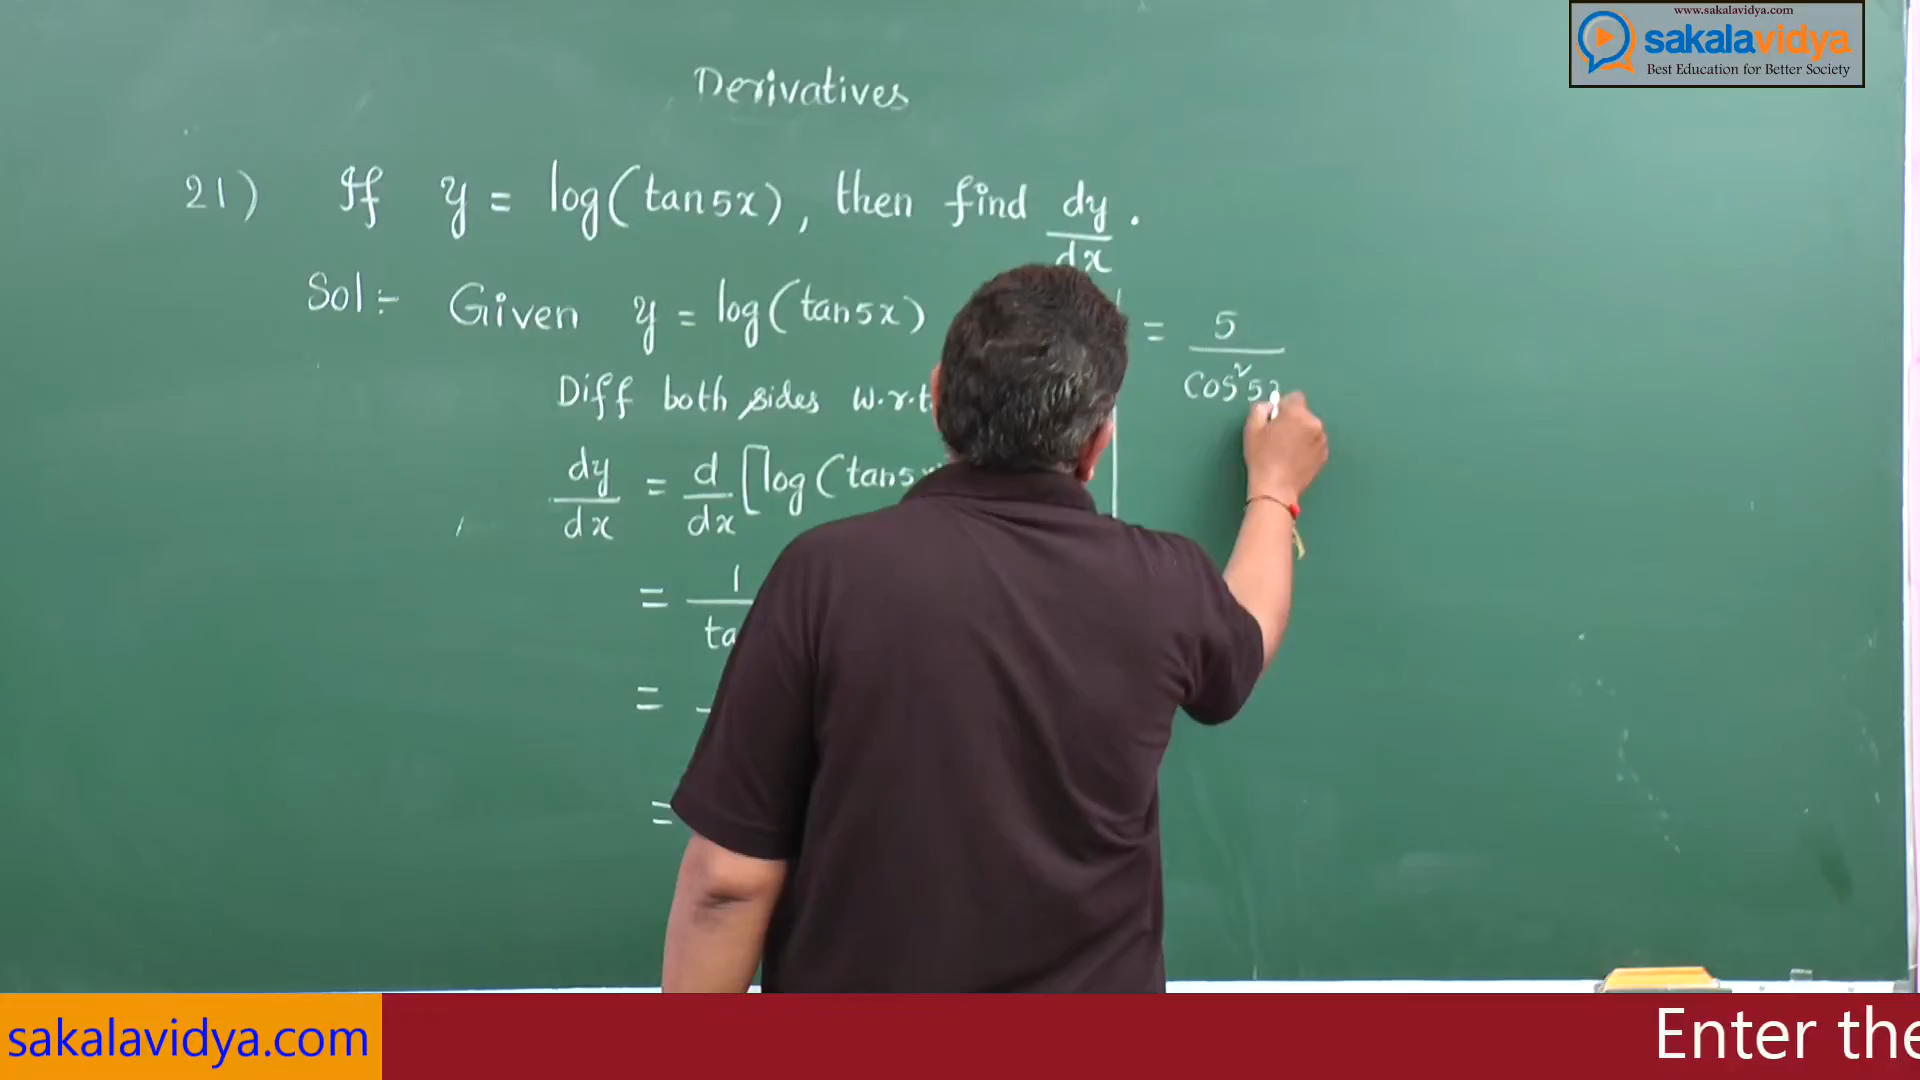 www.sakalavidya.com
sakalavidya
Best Education for Better Society
Derivatives
21) If y = log(tan5x), then find dy/dx.
Sol:- Given y = log(tan5x)
Diff both sides w.r.t
dy/dx = d/dx [log(tan5x
= 1/ta
=
=
= 5/cos²5x
sakalavidya.com
Enter the